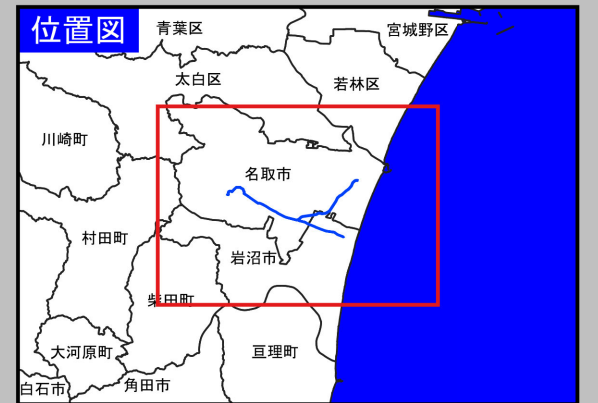 位置図
青葉区
宮城野区
太白区
若林区
川崎町
名取市
村田町
岩沼市
柴田町
大河原町
亘理町
白石市
角田市